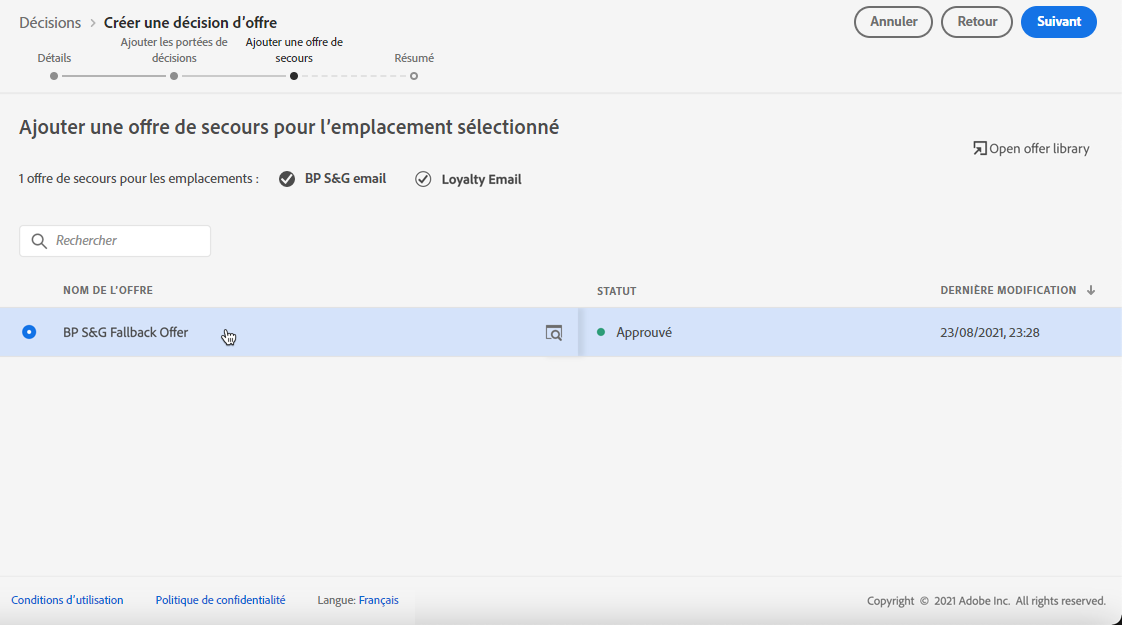 Décisions > Créer une décision d'offre
Annuler
Retour
Suivant
Détails
Ajouter les portées de
décisions
Ajouter une offre de
secours
Résumé
Ajouter une offre de secours pour l'emplacement sélectionné
Open offer library
1 offre de secours pour les emplacements :
BP S&G email
Loyalty Email
Rechercher
NOM DE L'OFFRE
STATUT
DERNIÈRE MODIFICATION ↓
BP S&G Fallback Offer
Approuvé
23/08/2021, 23:28
Conditions d'utilisation
Politique de confidentialité
Langue: Français
Copyright © 2021 Adobe Inc. All rights reserved.